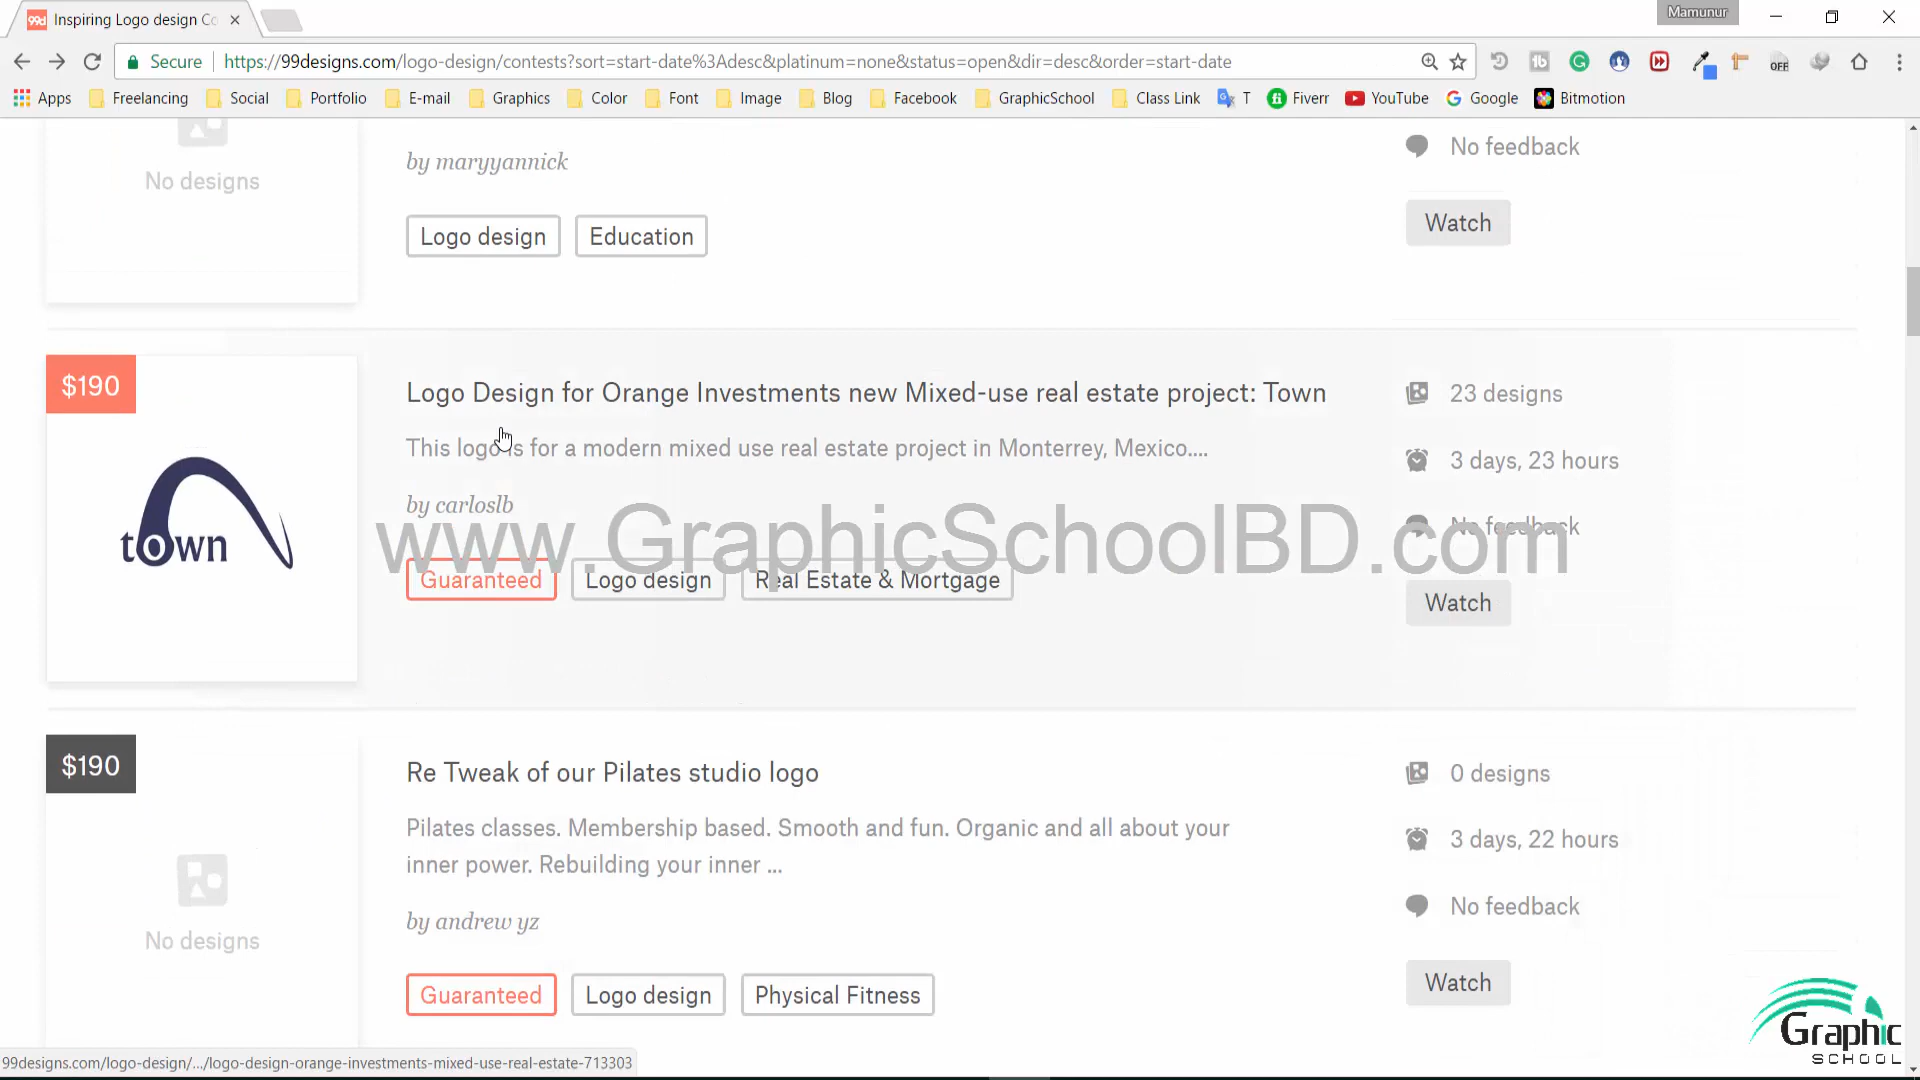 Inspiring Logo design Co
Mamunur
Secure https://99designs.com/logo-design/contests?sort=start-date%3Adesc&platinum=none&status=open&dir=desc&order=start-date
OFF
Apps Freelancing Social Portfolio E-mail Graphics Color Font Image Blog Facebook GraphicSchool Class Link T Fiverr YouTube Google Bitmotion
No designs
by maryyannick
Logo design Education
No feedback
Watch
$190
town
Logo Design for Orange Investments new Mixed-use real estate project: Town
This logo is for a modern mixed use real estate project in Monterrey, Mexico....
by carloslb
Guaranteed Logo design Real Estate & Mortgage
23 designs
3 days, 23 hours
No feedback
Watch
www.GraphicSchoolBD.com
$190
No designs
Re Tweak of our Pilates studio logo
Pilates classes. Membership based. Smooth and fun. Organic and all about your
inner power. Rebuilding your inner ...
by andrew yz
Guaranteed Logo design Physical Fitness
0 designs
3 days, 22 hours
No feedback
Watch
Graphic
SCHOOL
99designs.com/logo-design/.../logo-design-orange-investments-mixed-use-real-estate-713303